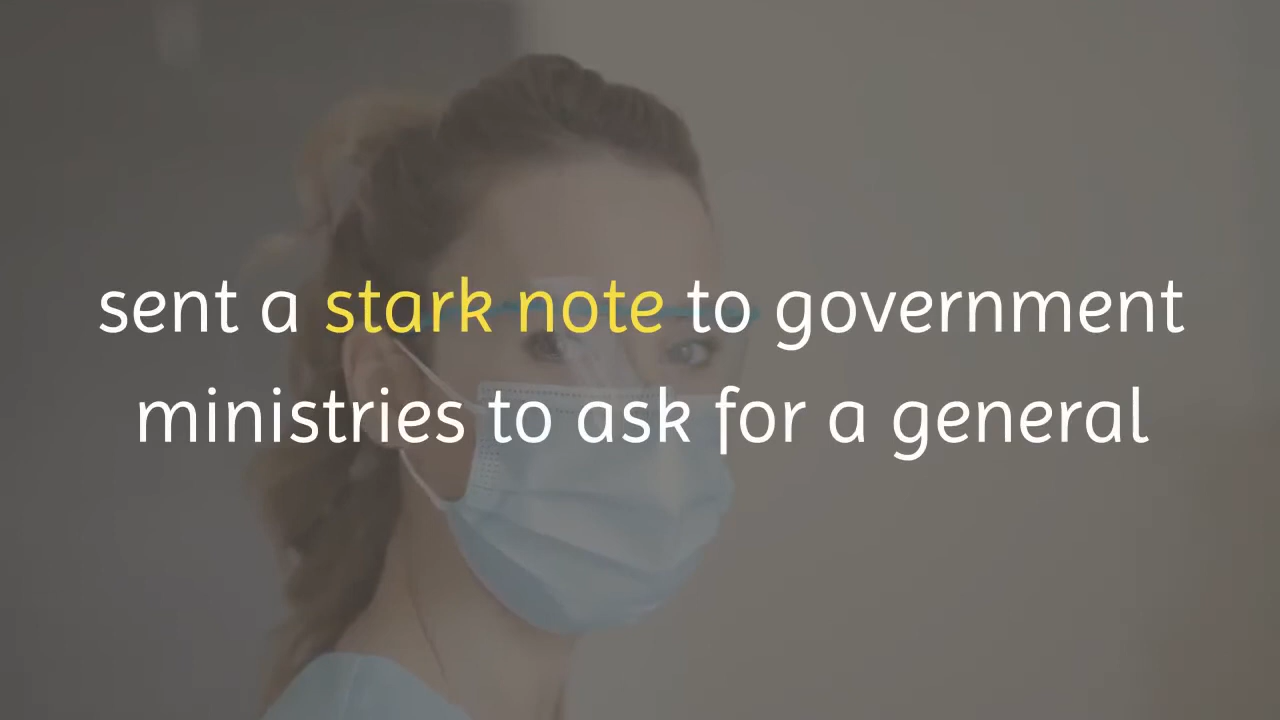 sent a stark note to government
ministries to ask for a general